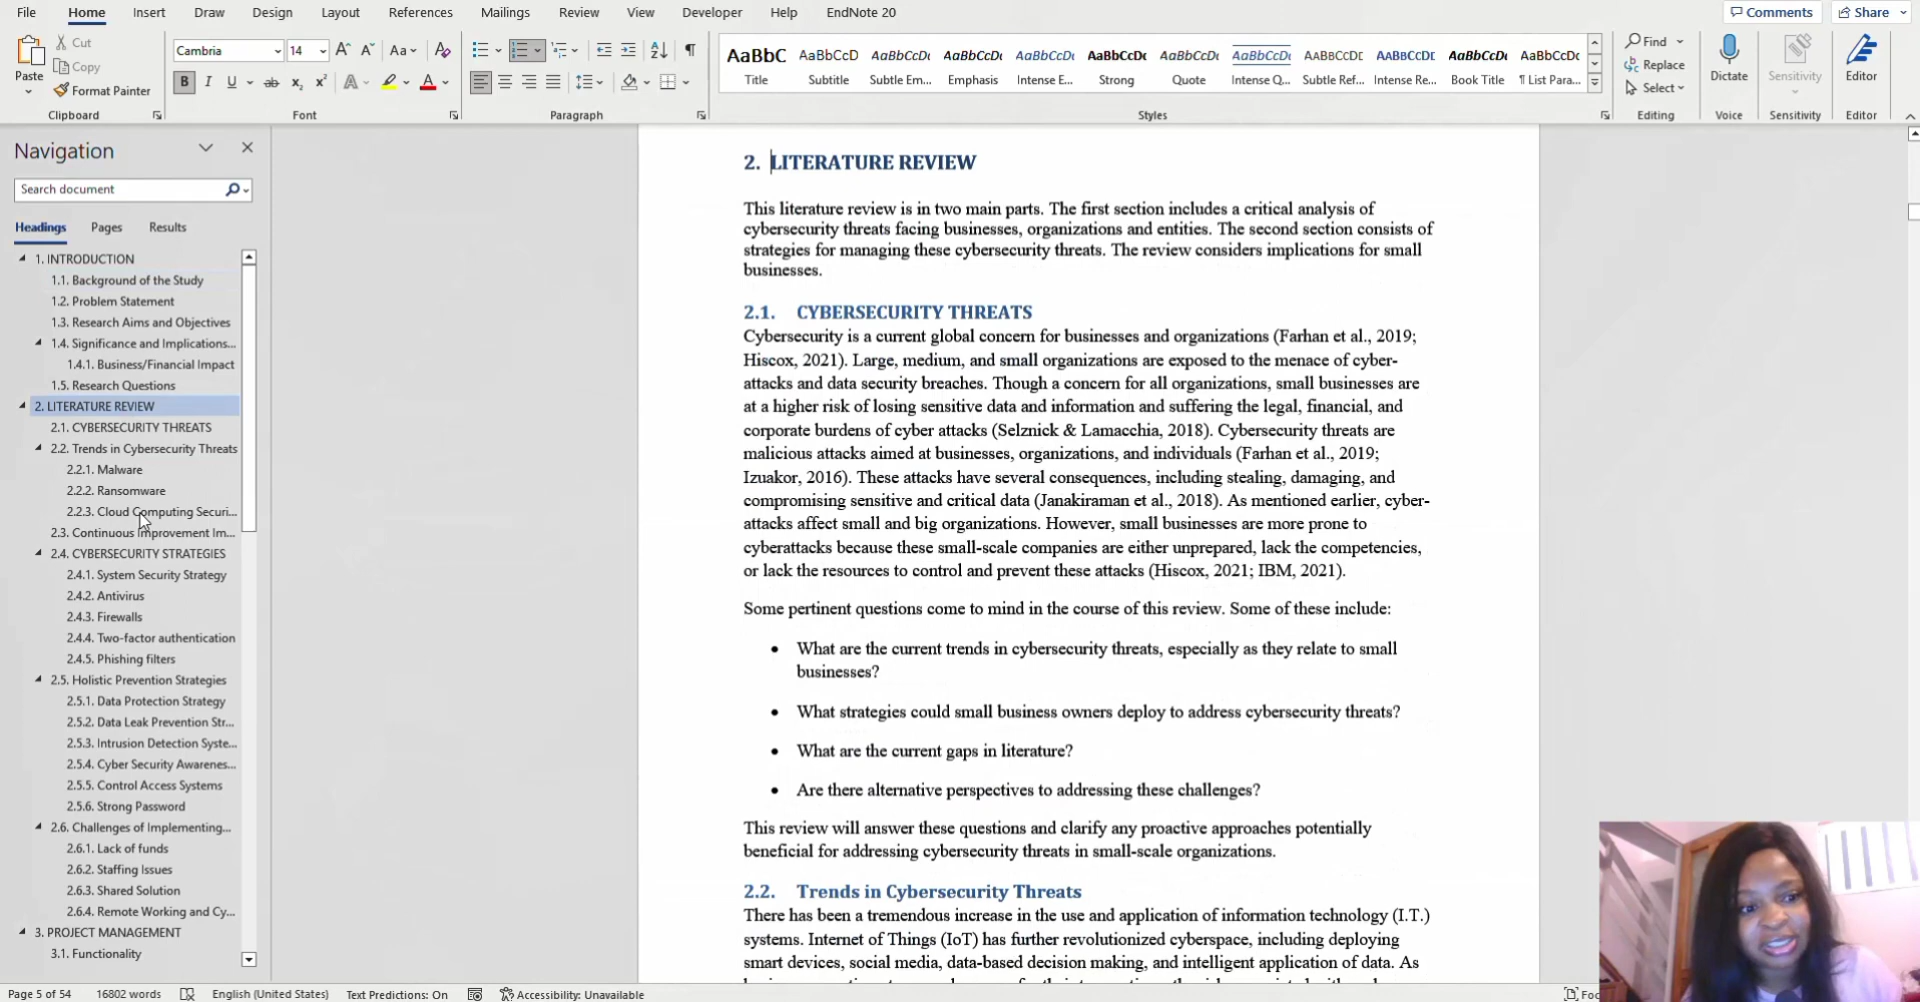 File Home Insert Draw Design Layout References Mailings Review View Developer Help EndNote 20 Comments Share
Paste Cut Copy Format Painter
Clipboard
Cambria 14
Font
Paragraph
AaBbC AaBbCcD AaBbCcDc AaBbCcDc AaBbCcDc AaBbCcDc AaBbCcDc AaBbCcDc AABBCCDE AABBCCDE AaBbCcDc AaBbCcDc
Title Subtitle Subtle Em... Emphasis Intense E... Strong Quote Intense Q... Subtle Ref... Intense Re... Book Title ¶ List Para...
Styles
Find Replace Select
Editing
Dictate
Voice
Sensitivity
Sensitivity
Editor
Editor
Navigation
Search document
Headings Pages Results
1. INTRODUCTION
1.1. Background of the Study
1.2. Problem Statement
1.3. Research Aims and Objectives
1.4. Significance and Implications...
1.4.1. Business/Financial Impact
1.5. Research Questions
2. LITERATURE REVIEW
2.1. CYBERSECURITY THREATS
2.2. Trends in Cybersecurity Threats
2.2.1. Malware
2.2.2. Ransomware
2.2.3. Cloud Computing Securi...
2.3. Continuous Improvement Im...
2.4. CYBERSECURITY STRATEGIES
2.4.1. System Security Strategy
2.4.2. Antivirus
2.4.3. Firewalls
2.4.4. Two-factor authentication
2.4.5. Phishing filters
2.5. Holistic Prevention Strategies
2.5.1. Data Protection Strategy
2.5.2. Data Leak Prevention Str...
2.5.3. Intrusion Detection Syste...
2.5.4. Cyber Security Awarenes...
2.5.5. Control Access Systems
2.5.6. Strong Password
2.6. Challenges of Implementing...
2.6.1. Lack of funds
2.6.2. Staffing Issues
2.6.3. Shared Solution
2.6.4. Remote Working and Cy...
3. PROJECT MANAGEMENT
3.1. Functionality
2. LITERATURE REVIEW
This literature review is in two main parts. The first section includes a critical analysis of
cybersecurity threats facing businesses, organizations and entities. The second section consists of
strategies for managing these cybersecurity threats. The review considers implications for small
businesses.
2.1. CYBERSECURITY THREATS
Cybersecurity is a current global concern for businesses and organizations (Farhan et al., 2019;
Hiscox, 2021). Large, medium, and small organizations are exposed to the menace of cyber-
attacks and data security breaches. Though a concern for all organizations, small businesses are
at a higher risk of losing sensitive data and information and suffering the legal, financial, and
corporate burdens of cyber attacks (Selznick & Lamacchia, 2018). Cybersecurity threats are
malicious attacks aimed at businesses, organizations, and individuals (Farhan et al., 2019;
Izuakor, 2016). These attacks have several consequences, including stealing, damaging, and
compromising sensitive and critical data (Janakiraman et al., 2018). As mentioned earlier, cyber-
attacks affect small and big organizations. However, small businesses are more prone to
cyberattacks because these small-scale companies are either unprepared, lack the competencies,
or lack the resources to control and prevent these attacks (Hiscox, 2021; IBM, 2021).
Some pertinent questions come to mind in the course of this review. Some of these include:
• What are the current trends in cybersecurity threats, especially as they relate to small
businesses?
• What strategies could small business owners deploy to address cybersecurity threats?
• What are the current gaps in literature?
• Are there alternative perspectives to addressing these challenges?
This review will answer these questions and clarify any proactive approaches potentially
beneficial for addressing cybersecurity threats in small-scale organizations.
2.2. Trends in Cybersecurity Threats
There has been a tremendous increase in the use and application of information technology (I.T.)
systems. Internet of Things (IoT) has further revolutionized cyberspace, including deploying
smart devices, social media, data-based decision making, and intelligent application of data. As
Page 5 of 54 16802 words English (United States) Text Predictions: On Accessibility: Unavailable